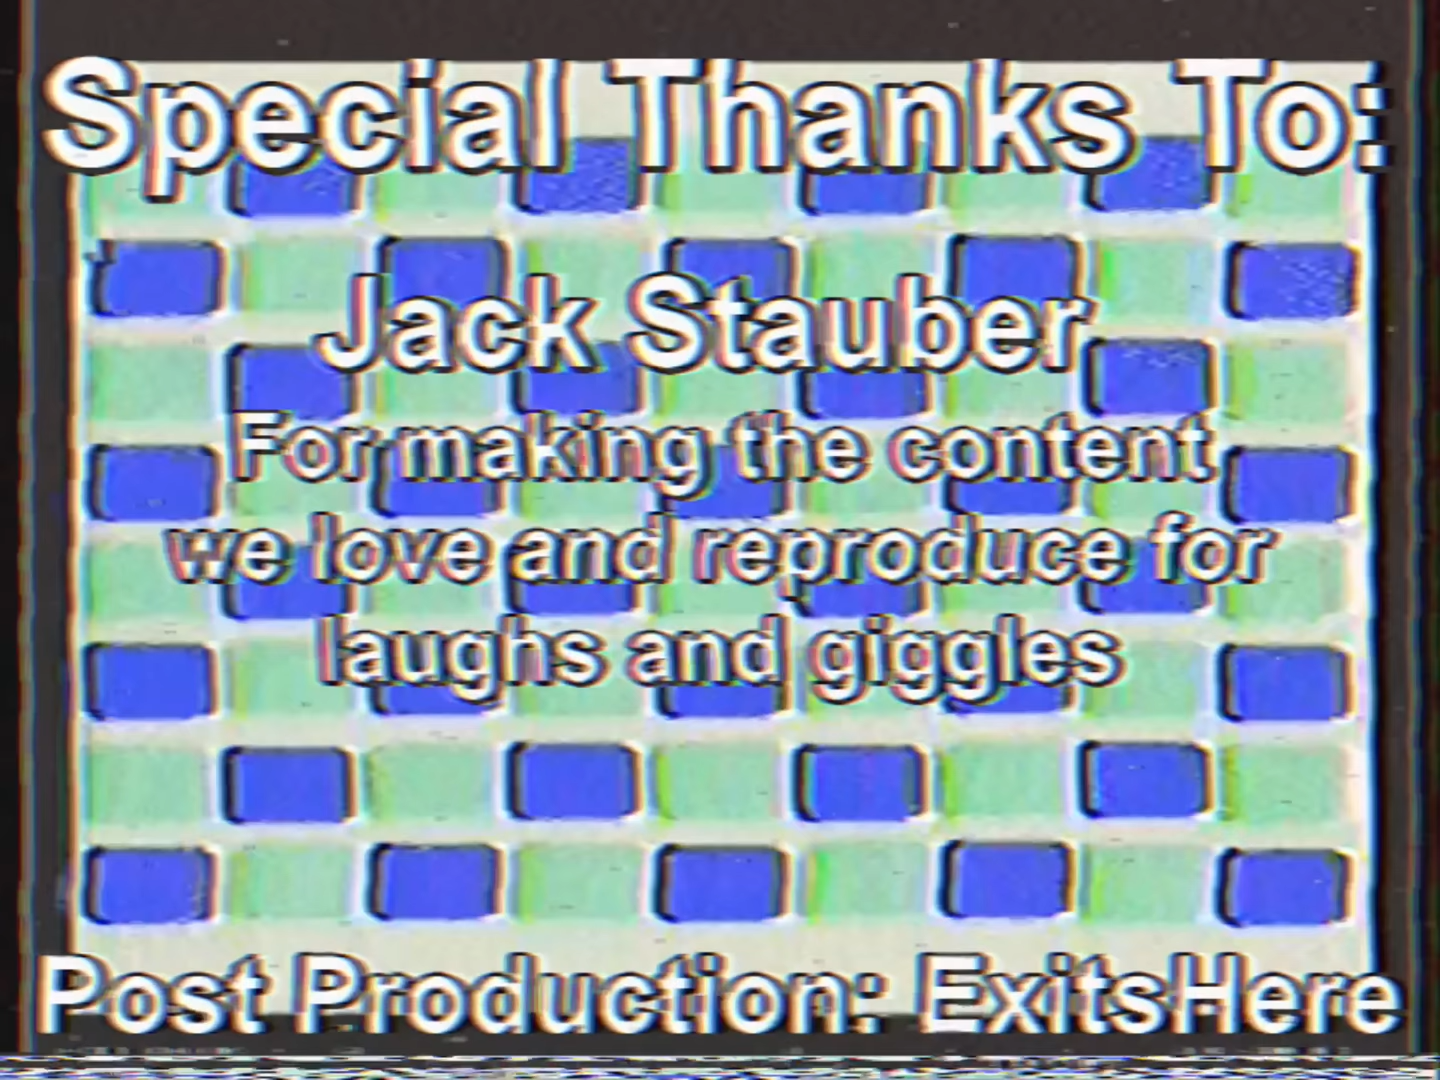 Special Thanks To:
Jack Stauber
For making the content
we love and reproduce for
laughs and giggles
Post Production: ExitsHere